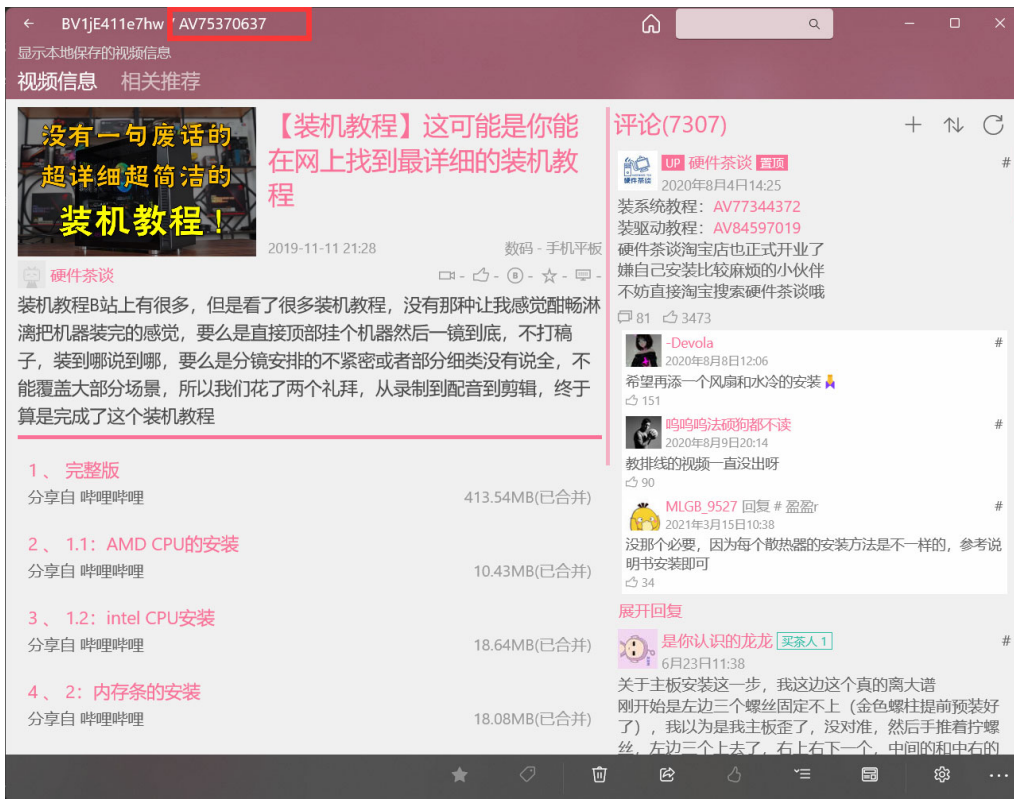 BV1jE411e7hw / AV75370637
显示本地保存的视频信息
视频信息 相关推荐
没有一句废话的
超详细超简洁的
装机教程！
【装机教程】这可能是你能
在网上找到最详细的装机教
程
2019-11-11 21:28 数码 - 手机平板
硬件茶谈
装机教程B站上有很多，但是看了很多装机教程，没有那种让我感觉酣畅淋
漓把机器装完的感觉，要么是直接顶部挂个机器然后一镜到底，不打稿
子，装到哪说到哪，要么是分镜安排的不紧密或者部分细类没有说全，不
能覆盖大部分场景，所以我们花了两个礼拜，从录制到配音到剪辑，终于
算是完成了这个装机教程
1 、 完整版
分享自 哔哩哔哩 413.54MB(已合并)
2 、 1.1：AMD CPU的安装
分享自 哔哩哔哩 10.43MB(已合并)
3 、 1.2：intel CPU安装
分享自 哔哩哔哩 18.64MB(已合并)
4 、 2：内存条的安装
分享自 哔哩哔哩 18.08MB(已合并)
评论(7307)
硬件茶谈
UP 硬件茶谈 置顶 #
2020年8月4日14:25
装系统教程：AV77344372
装驱动教程：AV84597019
硬件茶谈淘宝店也正式开业了
嫌自己安装比较麻烦的小伙伴
不妨直接淘宝搜索硬件茶谈哦
81 3473
-Devola #
2020年8月8日12:06
希望再添一个风扇和水冷的安装
151
呜呜呜法硕狗都不读 #
2020年8月9日20:14
教排线的视频一直没出呀
90
MLGB_9527 回复 # 盈盈r #
2021年3月15日10:38
没那个必要，因为每个散热器的安装方法是不一样的，参考说
明书安装即可
34
展开回复
是你认识的龙龙 买茶人 1 #
6月23日11:38
关于主板安装这一步，我这边这个真的离大谱
刚开始是左边三个螺丝固定不上（金色螺柱提前预装好
了），我以为是我主板歪了，没对准，然后手推着拧螺
丝，左边三个上去了，右上右下一个，中间的和中右的